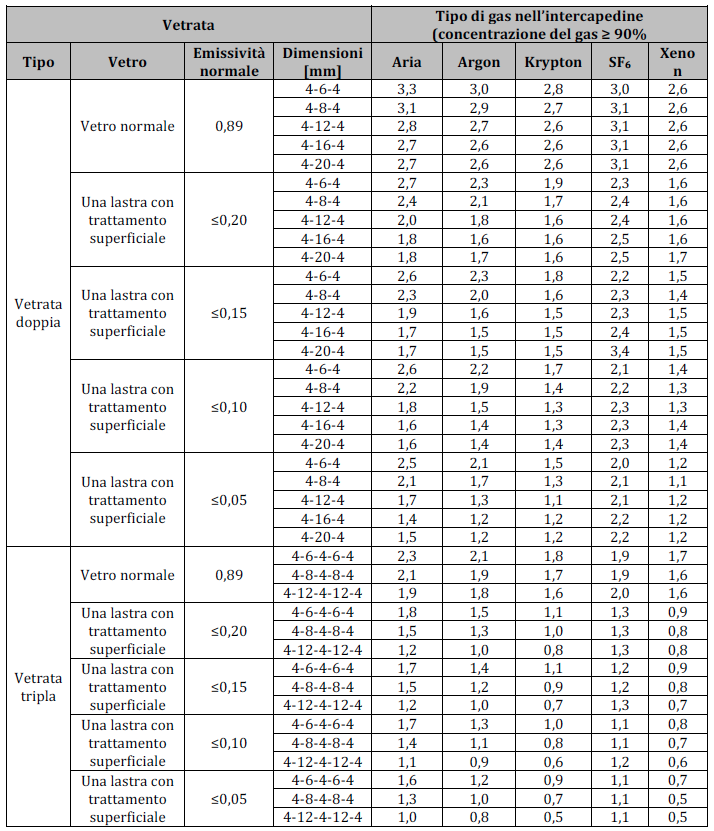 Vetrata Tipo di gas nell'intercapedine
(concentrazione del gas ≥ 90%
Tipo Vetro Emissività normale Dimensioni [mm] Aria Argon Krypton SF₆ Xeno n
Vetrata doppia Vetro normale 0,89 4-6-4 3,3 3,0 2,8 3,0 2,6
4-8-4 3,1 2,9 2,7 3,1 2,6
4-12-4 2,8 2,7 2,6 3,1 2,6
4-16-4 2,7 2,6 2,6 3,1 2,6
4-20-4 2,7 2,6 2,6 3,1 2,6
Una lastra con trattamento superficiale ≤0,20 4-6-4 2,7 2,3 1,9 2,3 1,6
4-8-4 2,4 2,1 1,7 2,4 1,6
4-12-4 2,0 1,8 1,6 2,4 1,6
4-16-4 1,8 1,6 1,6 2,5 1,6
4-20-4 1,8 1,7 1,6 2,5 1,7
Una lastra con trattamento superficiale ≤0,15 4-6-4 2,6 2,3 1,8 2,2 1,5
4-8-4 2,3 2,0 1,6 2,3 1,4
4-12-4 1,9 1,6 1,5 2,3 1,5
4-16-4 1,7 1,5 1,5 2,4 1,5
4-20-4 1,7 1,5 1,5 3,4 1,5
Una lastra con trattamento superficiale ≤0,10 4-6-4 2,6 2,2 1,7 2,1 1,4
4-8-4 2,2 1,9 1,4 2,2 1,3
4-12-4 1,8 1,5 1,3 2,3 1,3
4-16-4 1,6 1,4 1,3 2,3 1,4
4-20-4 1,6 1,4 1,4 2,3 1,4
Una lastra con trattamento superficiale ≤0,05 4-6-4 2,5 2,1 1,5 2,0 1,2
4-8-4 2,1 1,7 1,3 2,1 1,1
4-12-4 1,7 1,3 1,1 2,1 1,2
4-16-4 1,4 1,2 1,2 2,2 1,2
4-20-4 1,5 1,2 1,2 2,2 1,2
Vetrata tripla Vetro normale 0,89 4-6-4-6-4 2,3 2,1 1,8 1,9 1,7
4-8-4-8-4 2,1 1,9 1,7 1,9 1,6
4-12-4-12-4 1,9 1,8 1,6 2,0 1,6
Una lastra con trattamento superficiale ≤0,20 4-6-4-6-4 1,8 1,5 1,1 1,3 0,9
4-8-4-8-4 1,5 1,3 1,0 1,3 0,8
4-12-4-12-4 1,2 1,0 0,8 1,3 0,8
Una lastra con trattamento superficiale ≤0,15 4-6-4-6-4 1,7 1,4 1,1 1,2 0,9
4-8-4-8-4 1,5 1,2 0,9 1,2 0,8
4-12-4-12-4 1,2 1,0 0,7 1,3 0,7
Una lastra con trattamento superficiale ≤0,10 4-6-4-6-4 1,7 1,3 1,0 1,1 0,8
4-8-4-8-4 1,4 1,1 0,8 1,1 0,7
4-12-4-12-4 1,1 0,9 0,6 1,2 0,6
Una lastra con trattamento superficiale ≤0,05 4-6-4-6-4 1,6 1,2 0,9 1,1 0,7
4-8-4-8-4 1,3 1,0 0,7 1,1 0,5
4-12-4-12-4 1,0 0,8 0,5 1,1 0,5